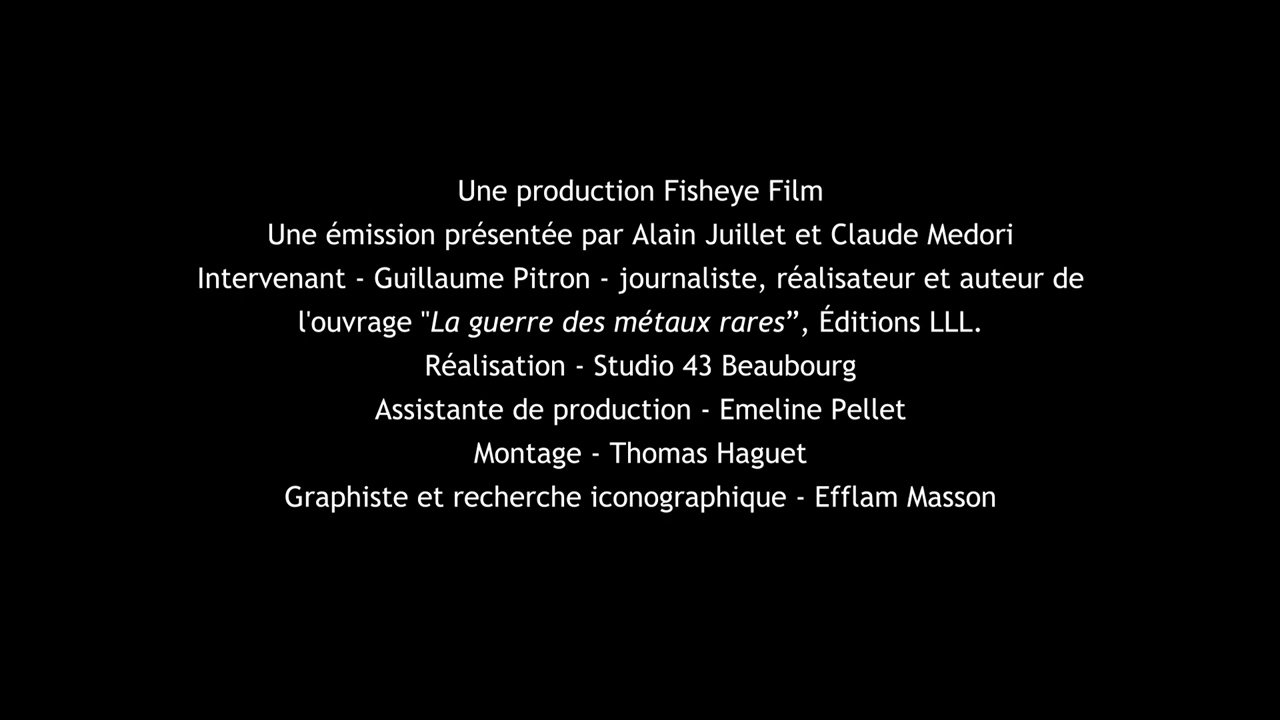 Une production Fisheye Film
Une émission présentée par Alain Juillet et Claude Medori
Intervenant - Guillaume Pitron - journaliste, réalisateur et auteur de
l'ouvrage "La guerre des métaux rares”, Éditions LLL.
Réalisation - Studio 43 Beaubourg
Assistante de production - Emeline Pellet
Montage - Thomas Haguet
Graphiste et recherche iconographique - Efflam Masson